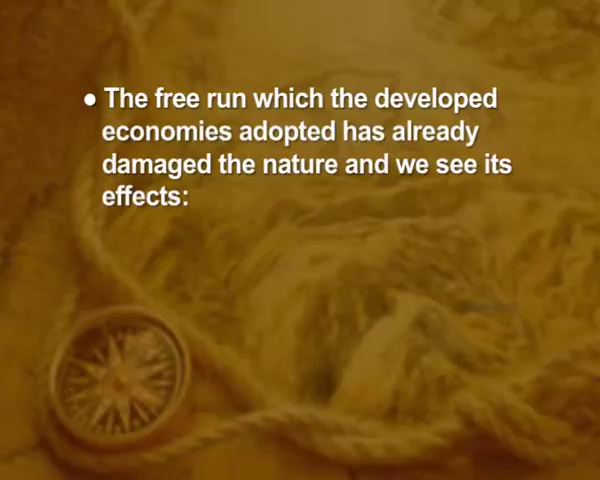 ● The free run which the developed
economies adopted has already
damaged the nature and we see its
effects: